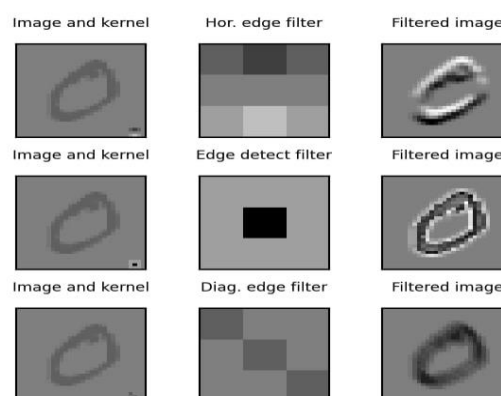 Image and kernel Hor. edge filter Filtered image
Image and kernel Edge detect filter Filtered image
Image and kernel Diag. edge filter Filtered image